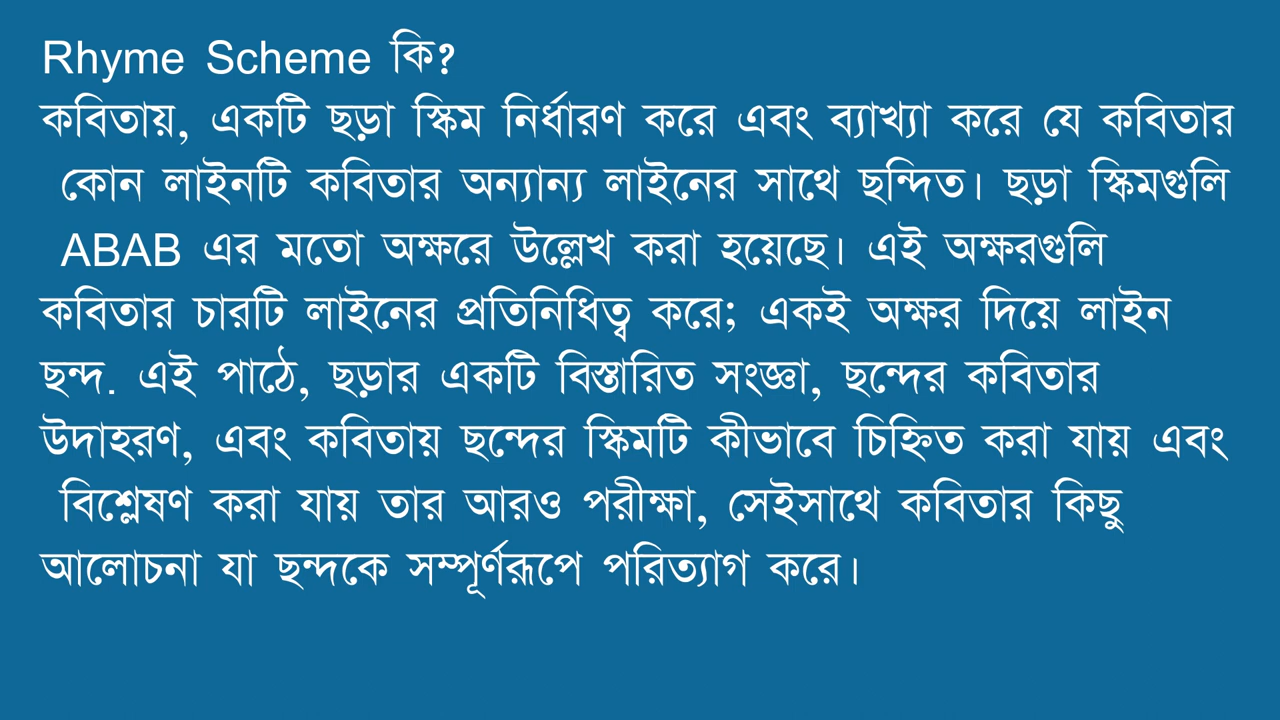 Rhyme Scheme কি?
কবিতায়, একটি ছড়া স্কিম নির্ধারণ করে এবং ব্যাখ্যা করে যে কবিতার
কোন লাইনটি কবিতার অন্যান্য লাইনের সাথে ছন্দিত। ছড়া স্কিমগুলি
ABAB এর মতো অক্ষরে উল্লেখ করা হয়েছে। এই অক্ষরগুলি
কবিতার চারটি লাইনের প্রতিনিধিত্ব করে; একই অক্ষর দিয়ে লাইন
ছন্দ. এই পাঠে, ছড়ার একটি বিস্তারিত সংজ্ঞা, ছন্দের কবিতার
উদাহরণ, এবং কবিতায় ছন্দের স্কিমটি কীভাবে চিহ্নিত করা যায় এবং
বিশ্লেষণ করা যায় তার আরও পরীক্ষা, সেইসাথে কবিতার কিছু
আলোচনা যা ছন্দকে সম্পূর্ণরূপে পরিত্যাগ করে।